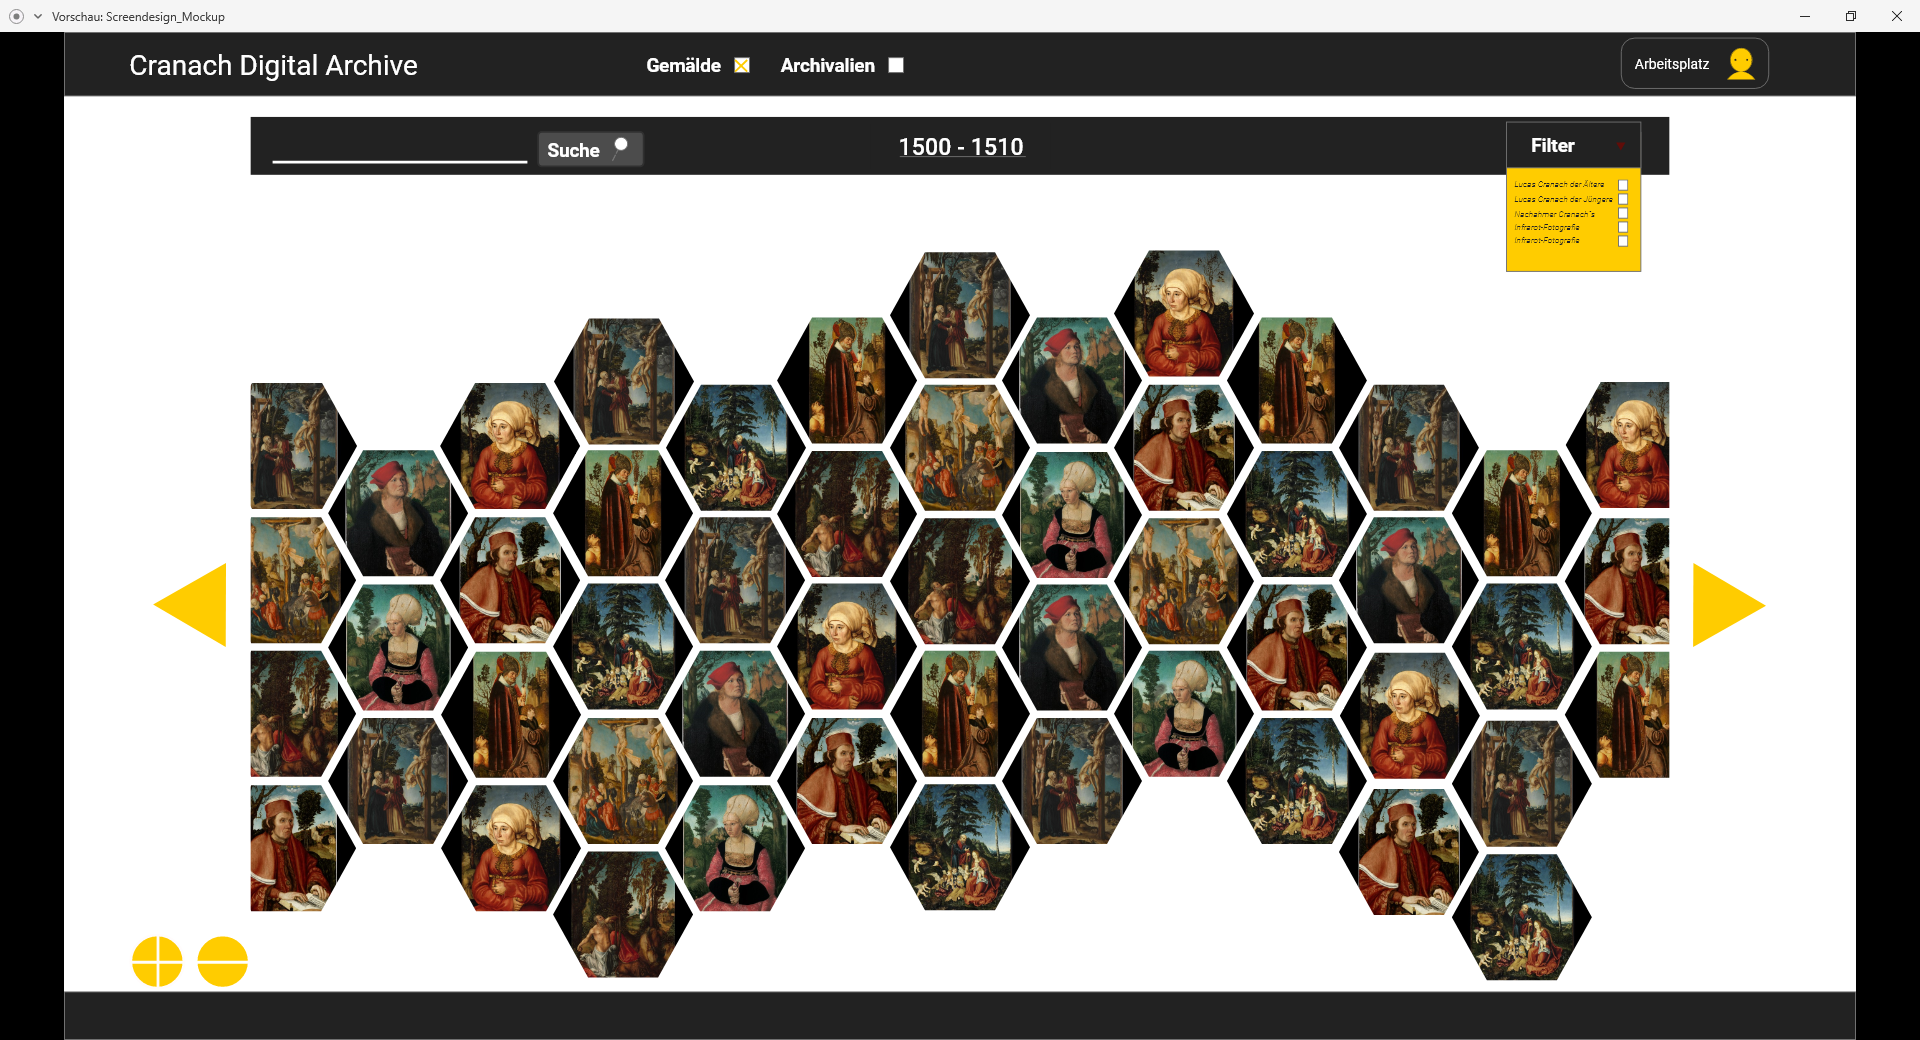 Vorschau: Screendesign_Mockup
Cranach Digital Archive
Gemälde
Archivalien
Arbeitsplatz
Suche
1500 - 1510
Filter
Lucas Cranach der Ältere
Lucas Cranach der Jüngere
Nachahmer Cranach's
Infrarot-Fotografie
Infrarot-Fotografie